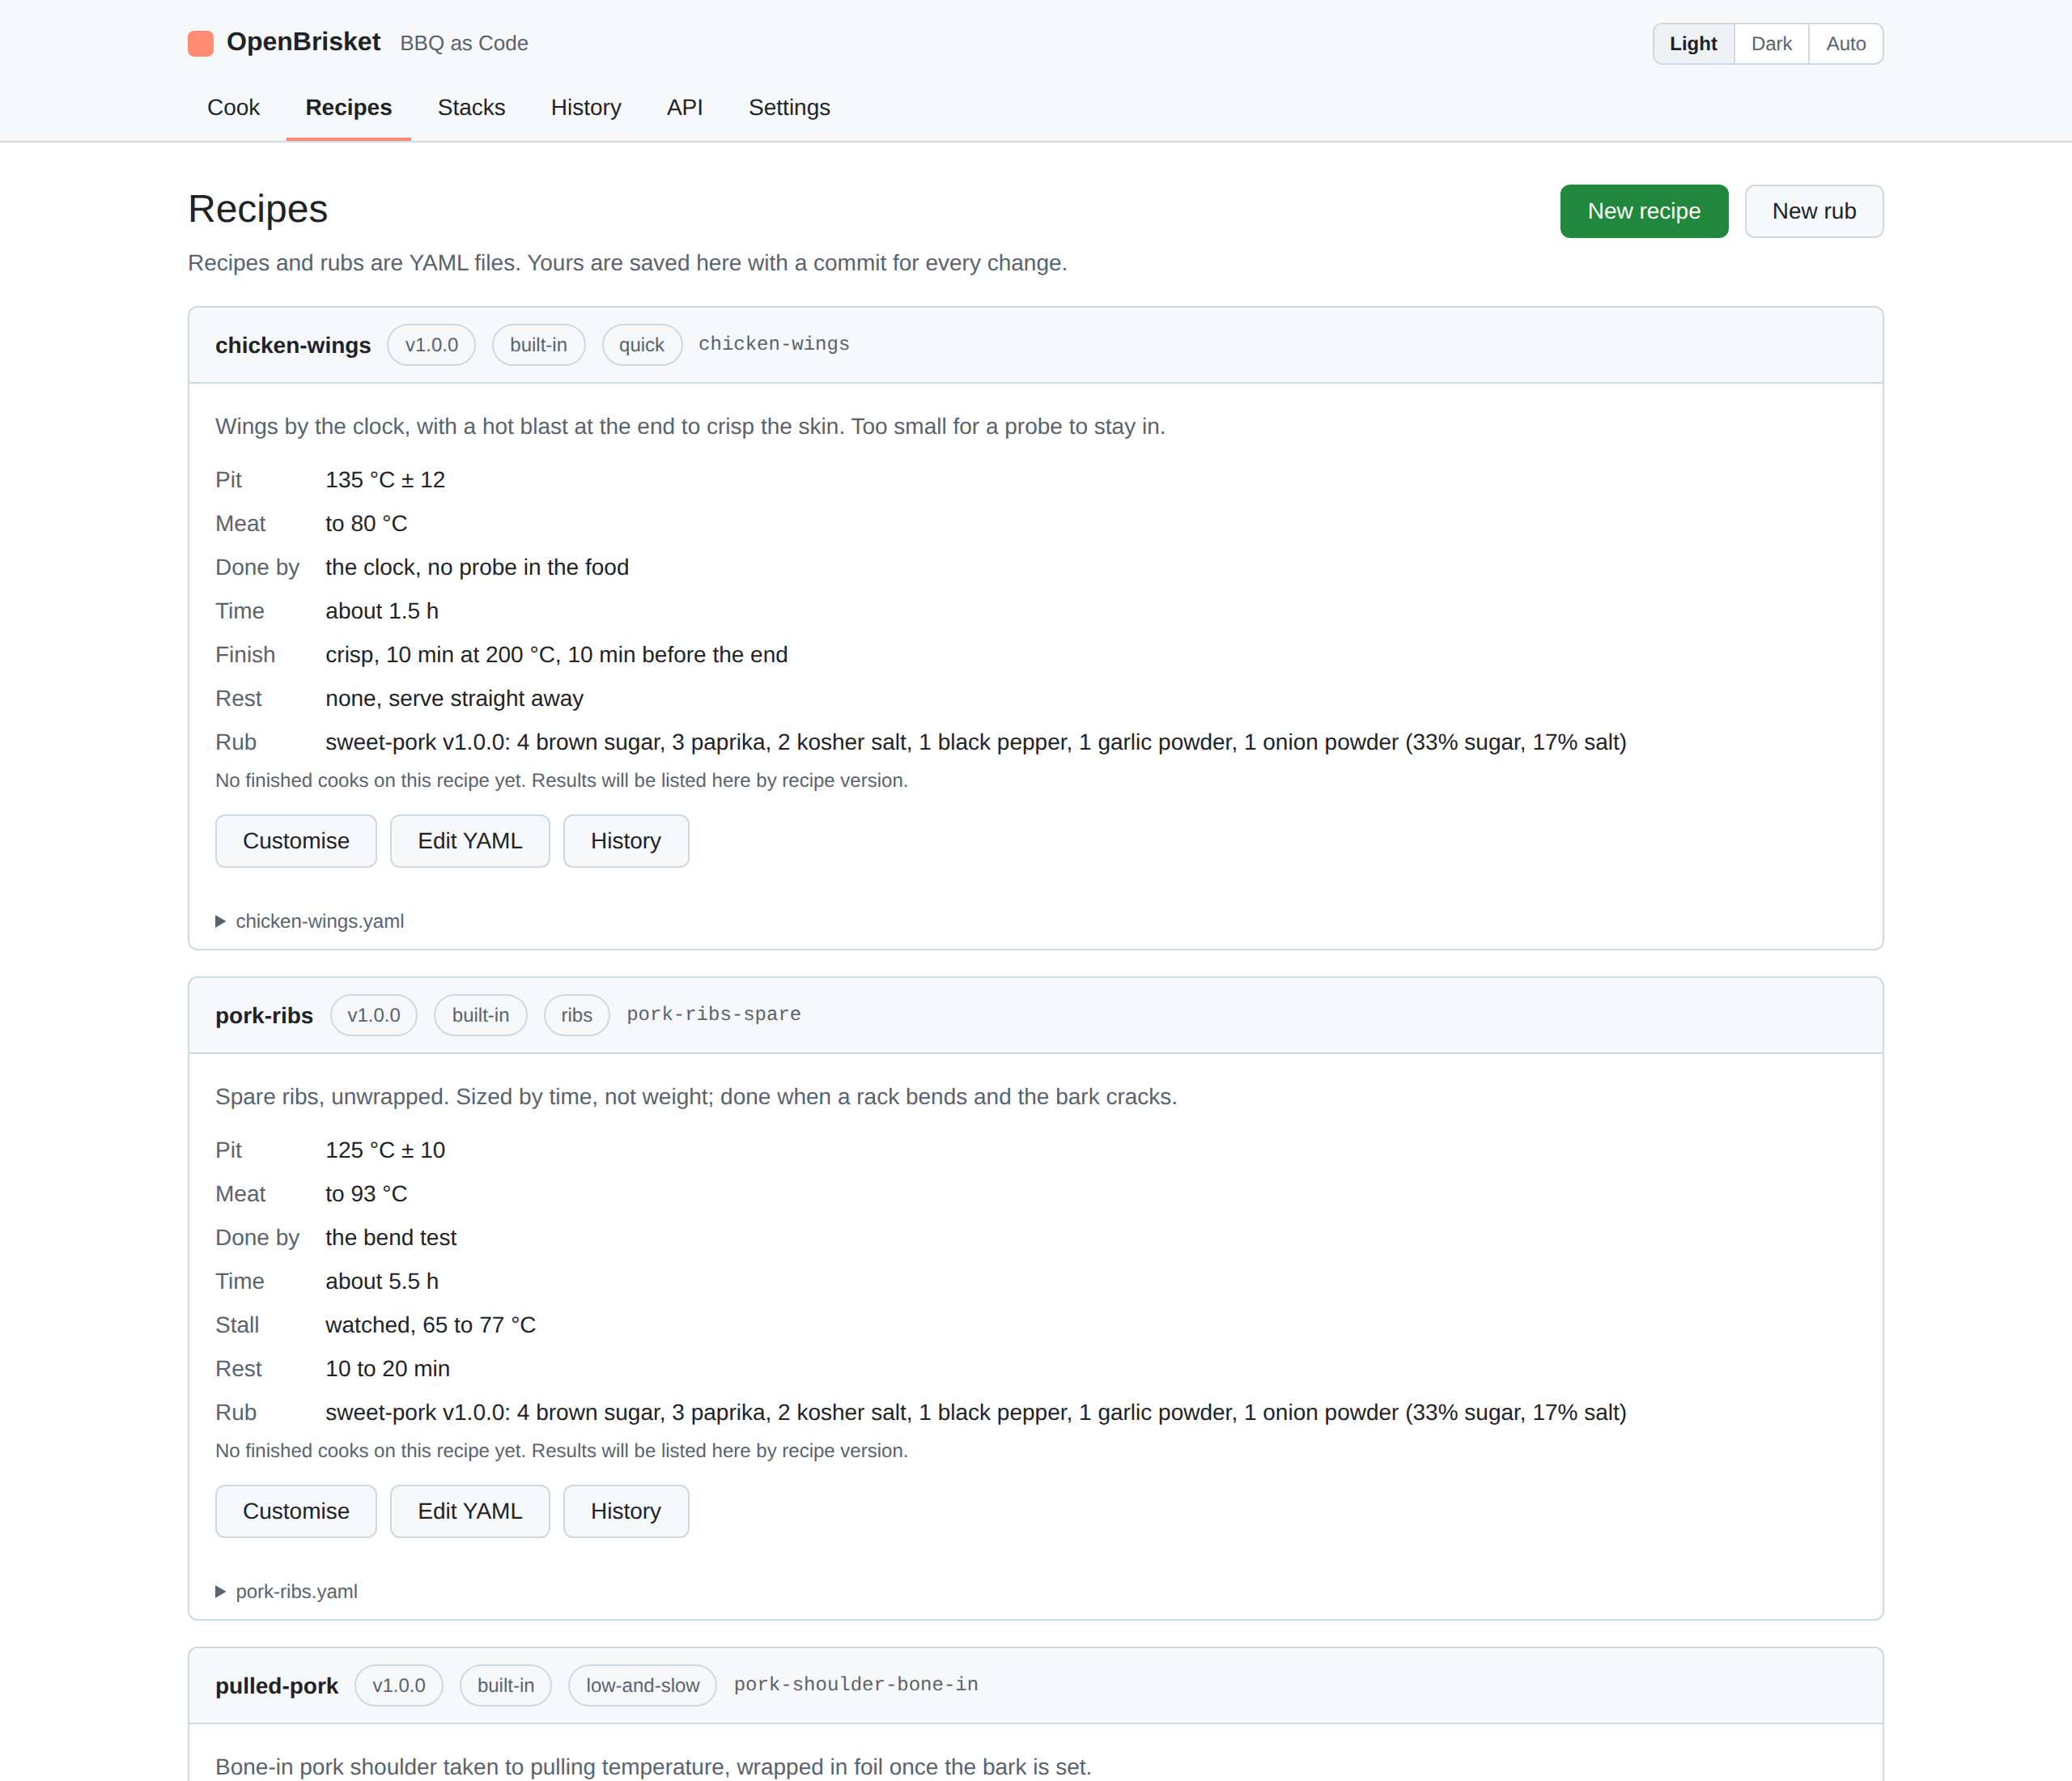 OpenBrisket BBQ as Code Light Dark Auto
Cook Recipes Stacks History API Settings
Recipes New recipe New rub
Recipes and rubs are YAML files. Yours are saved here with a commit for every change.
chicken-wings v1.0.0 built-in quick chicken-wings
Wings by the clock, with a hot blast at the end to crisp the skin. Too small for a probe to stay in.
Pit 135 °C ± 12
Meat to 80 °C
Done by the clock, no probe in the food
Time about 1.5 h
Finish crisp, 10 min at 200 °C, 10 min before the end
Rest none, serve straight away
Rub sweet-pork v1.0.0: 4 brown sugar, 3 paprika, 2 kosher salt, 1 black pepper, 1 garlic powder, 1 onion powder (33% sugar, 17% salt)
No finished cooks on this recipe yet. Results will be listed here by recipe version.
Customise Edit YAML History
chicken-wings.yaml
pork-ribs v1.0.0 built-in ribs pork-ribs-spare
Spare ribs, unwrapped. Sized by time, not weight; done when a rack bends and the bark cracks.
Pit 125 °C ± 10
Meat to 93 °C
Done by the bend test
Time about 5.5 h
Stall watched, 65 to 77 °C
Rest 10 to 20 min
Rub sweet-pork v1.0.0: 4 brown sugar, 3 paprika, 2 kosher salt, 1 black pepper, 1 garlic powder, 1 onion powder (33% sugar, 17% salt)
No finished cooks on this recipe yet. Results will be listed here by recipe version.
Customise Edit YAML History
pork-ribs.yaml
pulled-pork v1.0.0 built-in low-and-slow pork-shoulder-bone-in
Bone-in pork shoulder taken to pulling temperature, wrapped in foil once the bark is set.